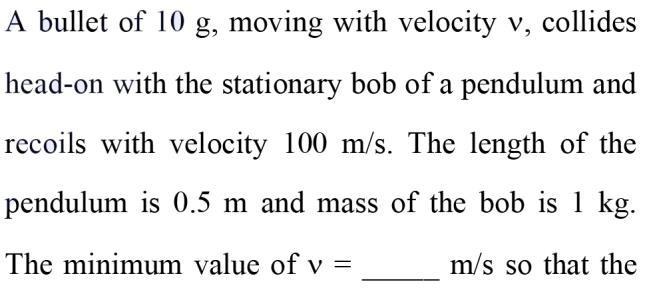 A bullet of 10 g, moving with velocity v, collides
head-on with the stationary bob of a pendulum and
recoils with velocity 100 m/s. The length of the
pendulum is 0.5 m and mass of the bob is 1 kg.
The minimum value of v = _____ m/s so that the